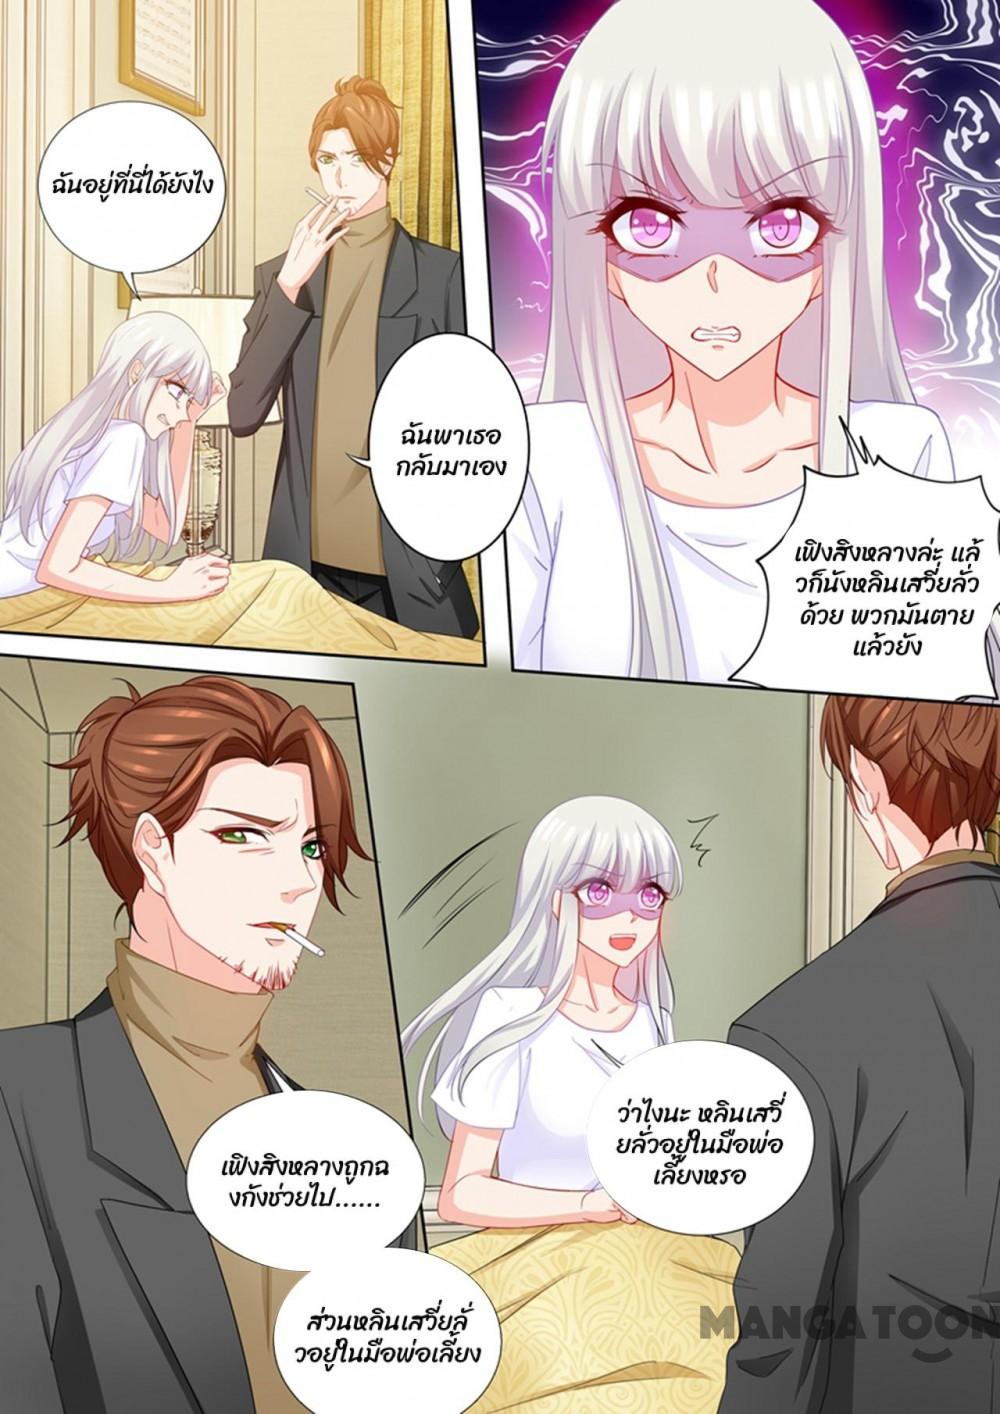 ฉันอยู่ที่นี่ได้ยังไง
ฉันพาเธอ
กลับมาเอง
เฟิงสิงหลางล่ะ แล้
วก็นังหลินเสวี่ยลั่ว
ด้วย พวกมันตาย
แล้วยัง
เฟิงสิงหลางถูกฉ
งกังช่วยไป......
ส่วนหลินเสวี่ยลั่
วอยู่ในมือพ่อเลี้ยง
ว่าไงนะ หลินเสวี่
ยลั่วอยู่ในมือพ่อ
เลี้ยงหรอ
MANGATOON